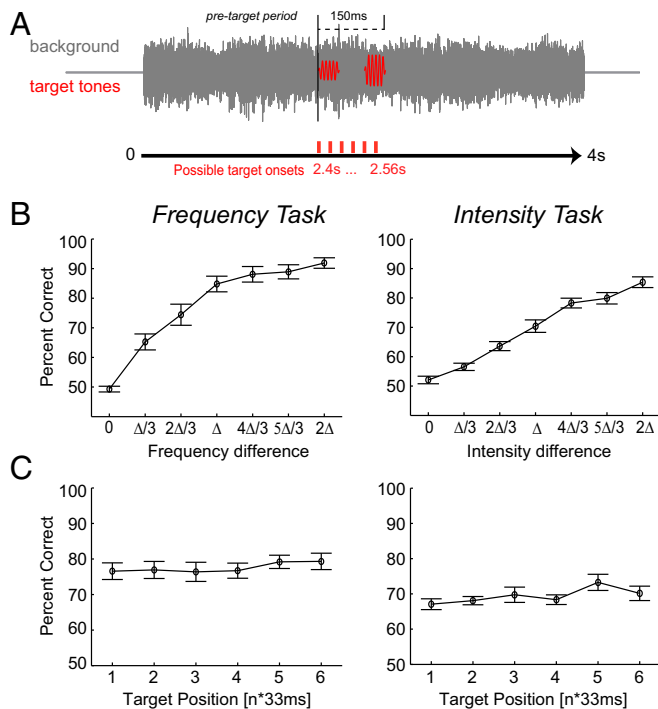 A
pre-target period
150ms
background
target tones
0
4s
Possible target onsets 2.4s ... 2.56s
B
Frequency Task
Intensity Task
Percent Correct
100
90
80
70
60
50
0 Δ/3 2Δ/3 Δ 4Δ/3 5Δ/3 2Δ
Frequency difference
100
90
80
70
60
50
0 Δ/3 2Δ/3 Δ 4Δ/3 5Δ/3 2Δ
Intensity difference
C
Percent Correct
100
90
80
70
60
50
1 2 3 4 5 6
Target Position [n*33ms]
100
90
80
70
60
50
1 2 3 4 5 6
Target Position [n*33ms]